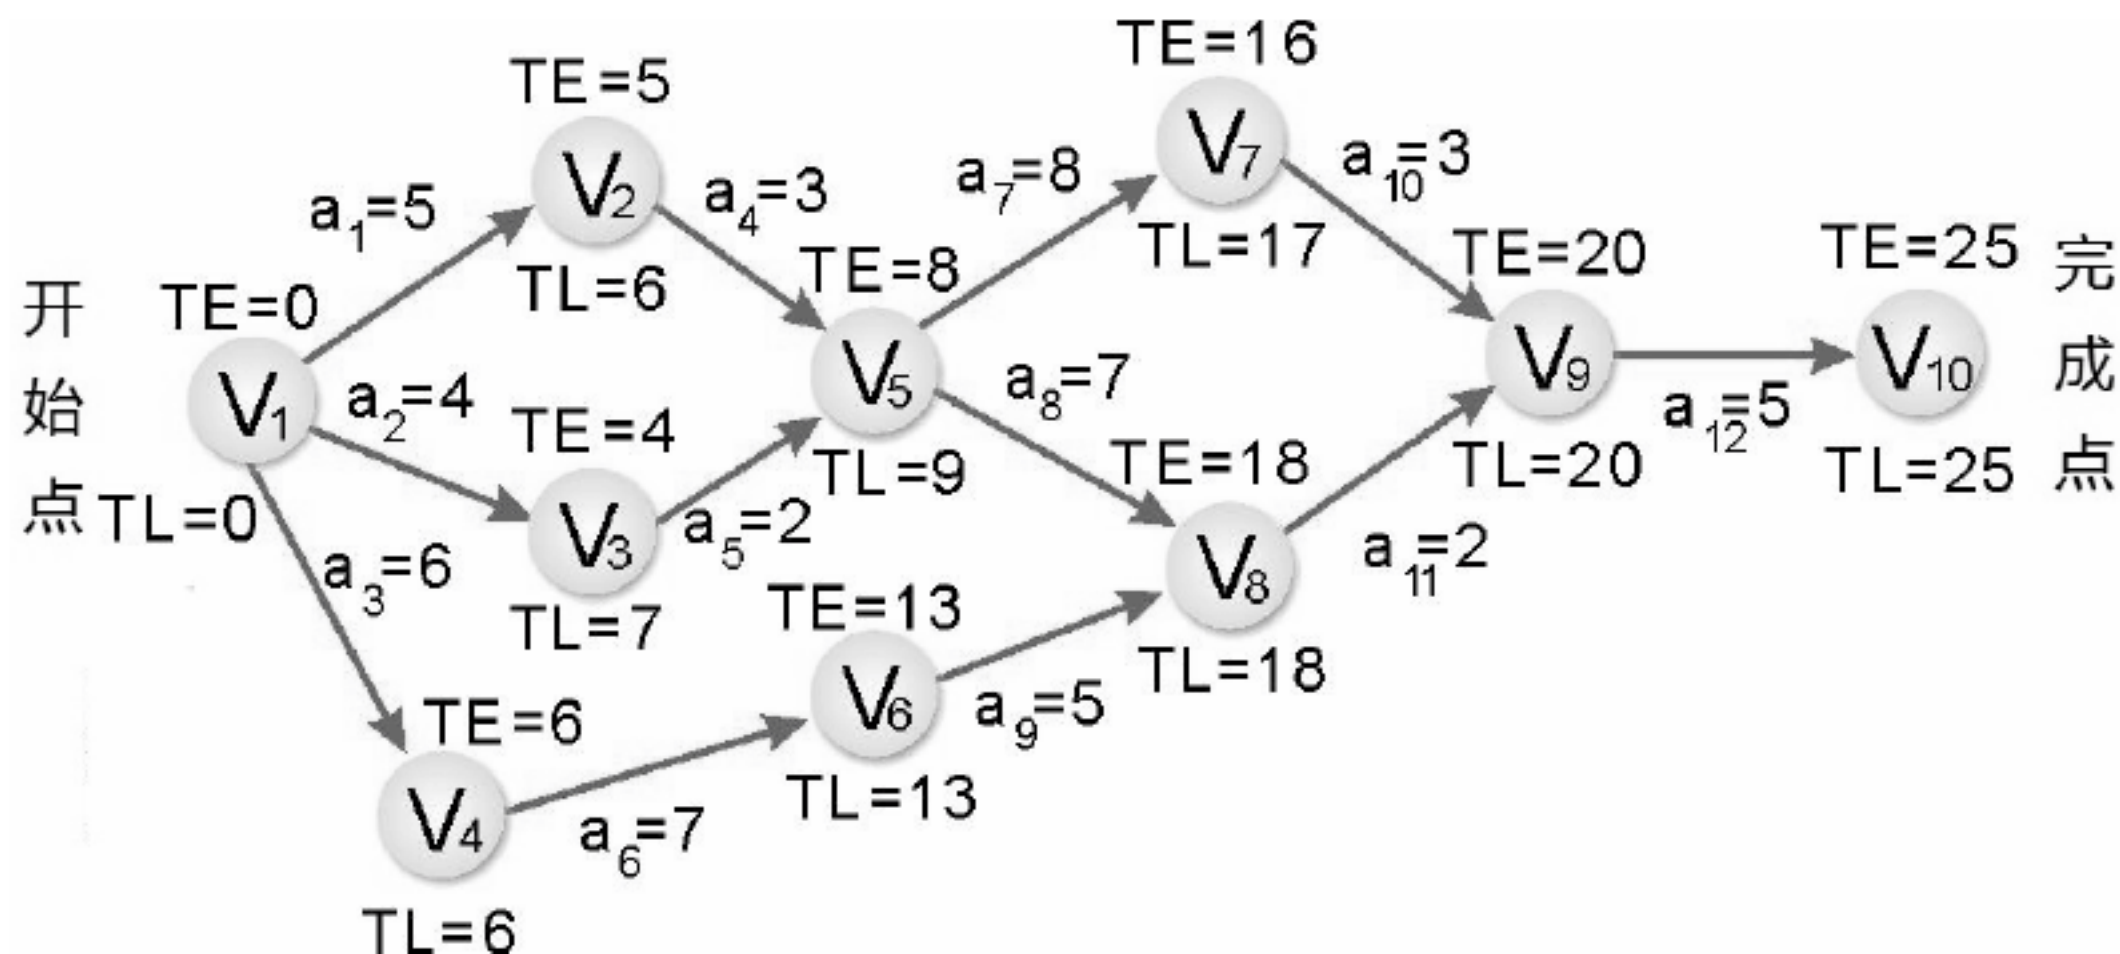 开始点
TE=0
V1
TL=0
a1=5
a2=4
a3=6
TE=5
V2
TL=6
TE=4
V3
TL=7
TE=6
V4
TL=6
a4=3
a5=2
a6=7
TE=8
V5
TL=9
TE=13
V6
TL=13
a7=8
a8=7
a9=5
TE=16
V7
TL=17
TE=18
V8
TL=18
a10=3
a11=2
TE=20
V9
TL=20
a12=5
TE=25
V10
TL=25
完成点